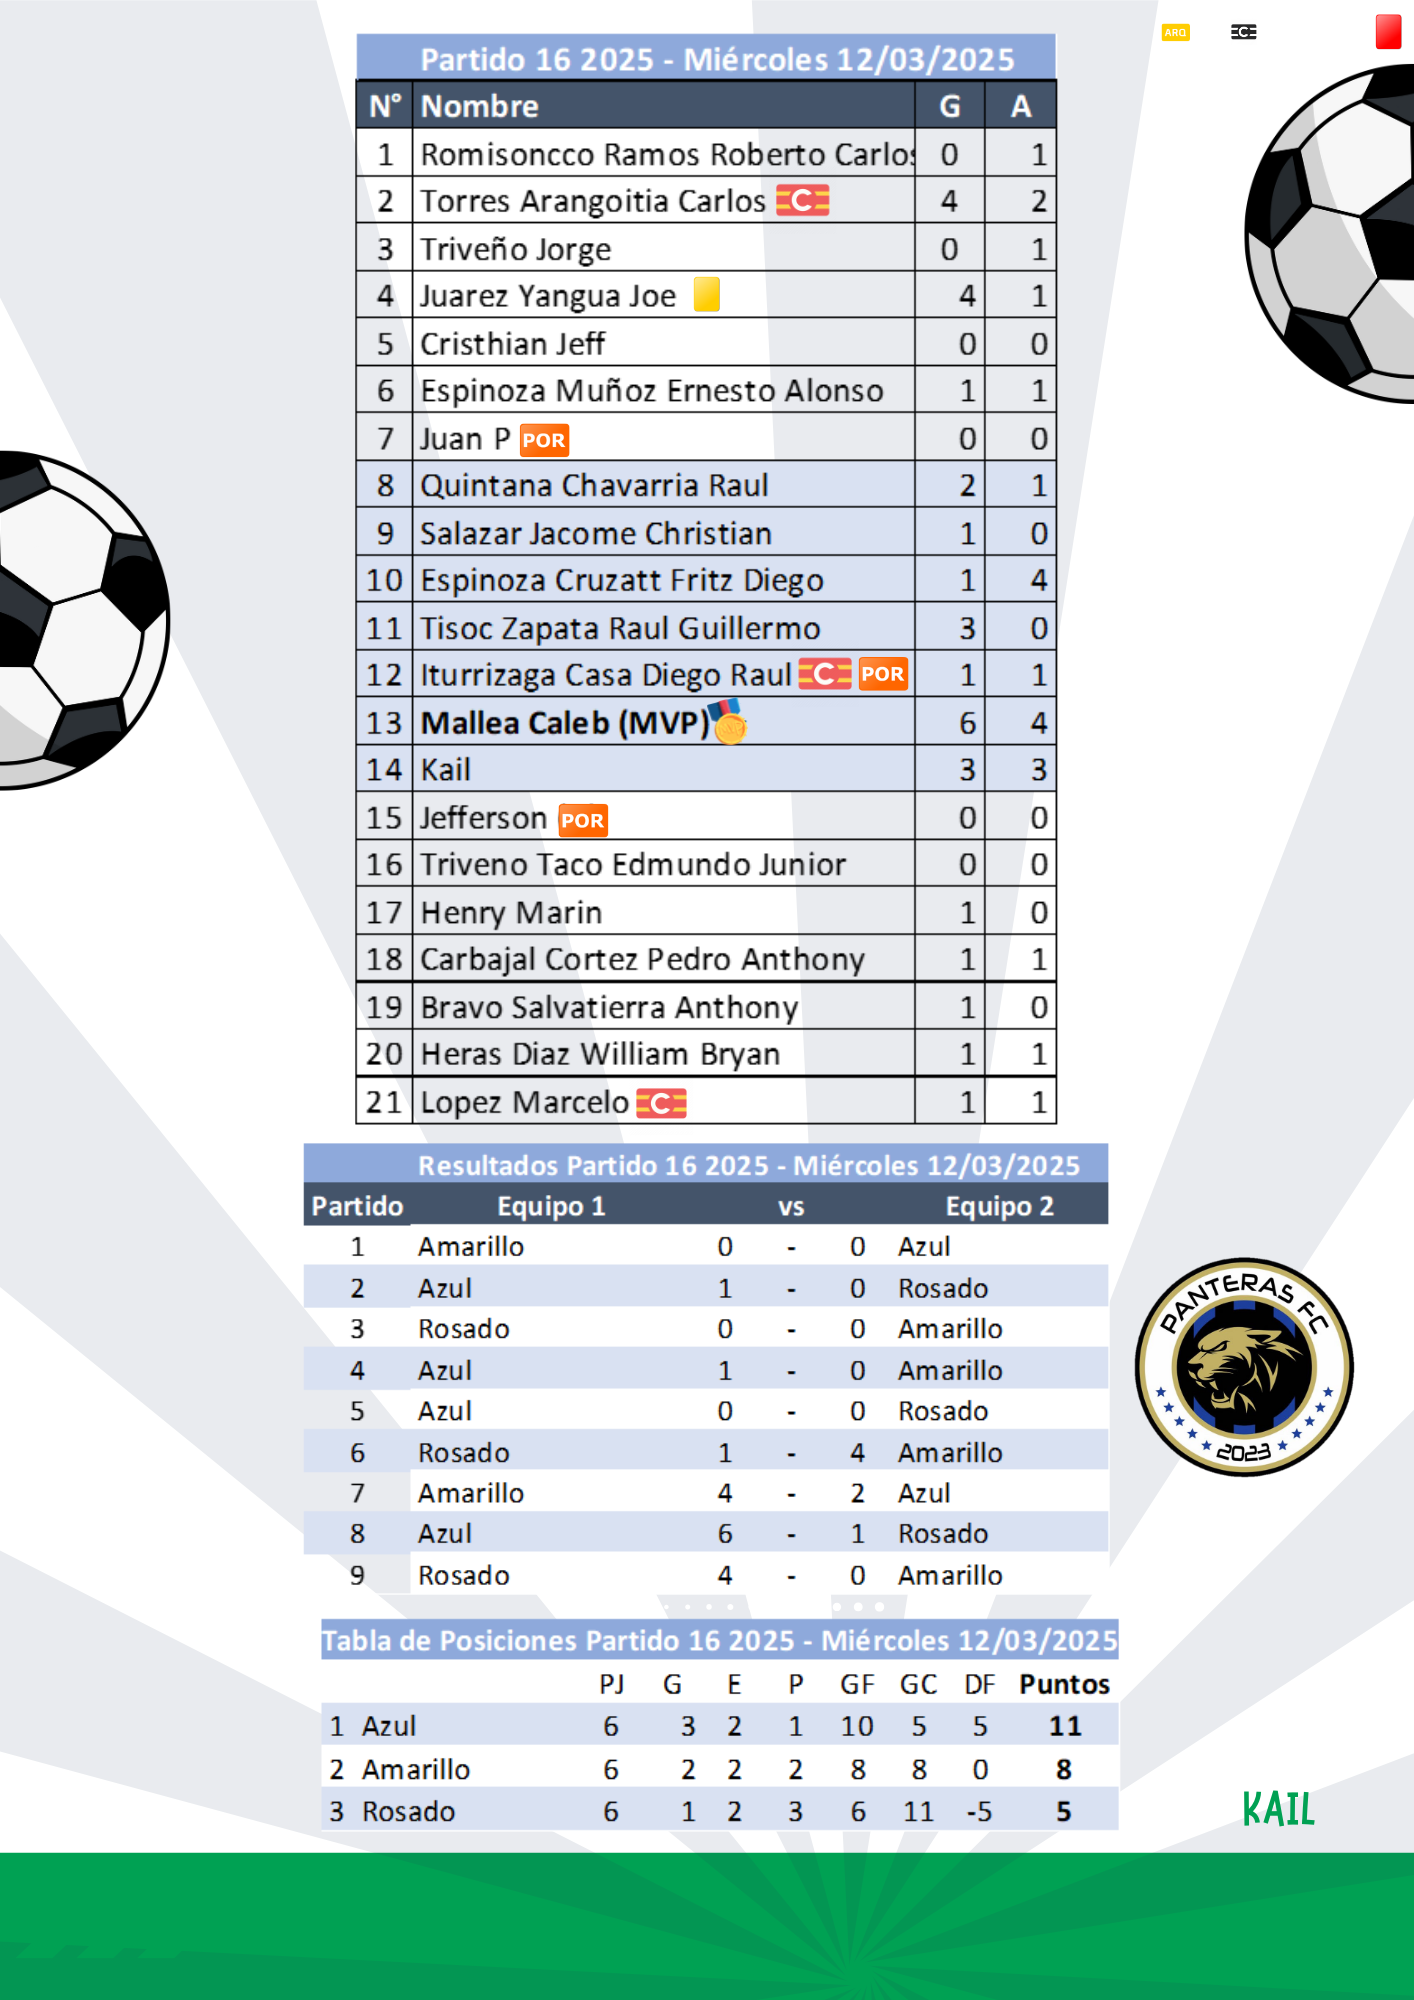 ARQ C
Partido 16 2025 - Miércoles 12/03/2025
N° Nombre G A
1 Romisoncco Ramos Roberto Carlos 0 1
2 Torres Arangoitia Carlos C 4 2
3 Triveño Jorge 0 1
4 Juarez Yangua Joe 4 1
5 Cristhian Jeff 0 0
6 Espinoza Muñoz Ernesto Alonso 1 1
7 Juan P POR 0 0
8 Quintana Chavarria Raul 2 1
9 Salazar Jacome Christian 1 0
10 Espinoza Cruzatt Fritz Diego 1 4
11 Tisoc Zapata Raul Guillermo 3 0
12 Iturrizaga Casa Diego Raul C POR 1 1
13 Mallea Caleb (MVP) 6 4
14 Kail 3 3
15 Jefferson POR 0 0
16 Triveno Taco Edmundo Junior 0 0
17 Henry Marin 1 0
18 Carbajal Cortez Pedro Anthony 1 1
19 Bravo Salvatierra Anthony 1 0
20 Heras Diaz William Bryan 1 1
21 Lopez Marcelo C 1 1
Resultados Partido 16 2025 - Miércoles 12/03/2025
Partido Equipo 1 vs Equipo 2
1 Amarillo 0 - 0 Azul
2 Azul 1 - 0 Rosado
3 Rosado 0 - 0 Amarillo
4 Azul 1 - 0 Amarillo
5 Azul 0 - 0 Rosado
6 Rosado 1 - 4 Amarillo
7 Amarillo 4 - 2 Azul
8 Azul 6 - 1 Rosado
9 Rosado 4 - 0 Amarillo
PANTERAS FC
2023
Tabla de Posiciones Partido 16 2025 - Miércoles 12/03/2025
PJ G E P GF GC DF Puntos
1 Azul 6 3 2 1 10 5 5 11
2 Amarillo 6 2 2 2 8 8 0 8
3 Rosado 6 1 2 3 6 11 -5 5
KAIL